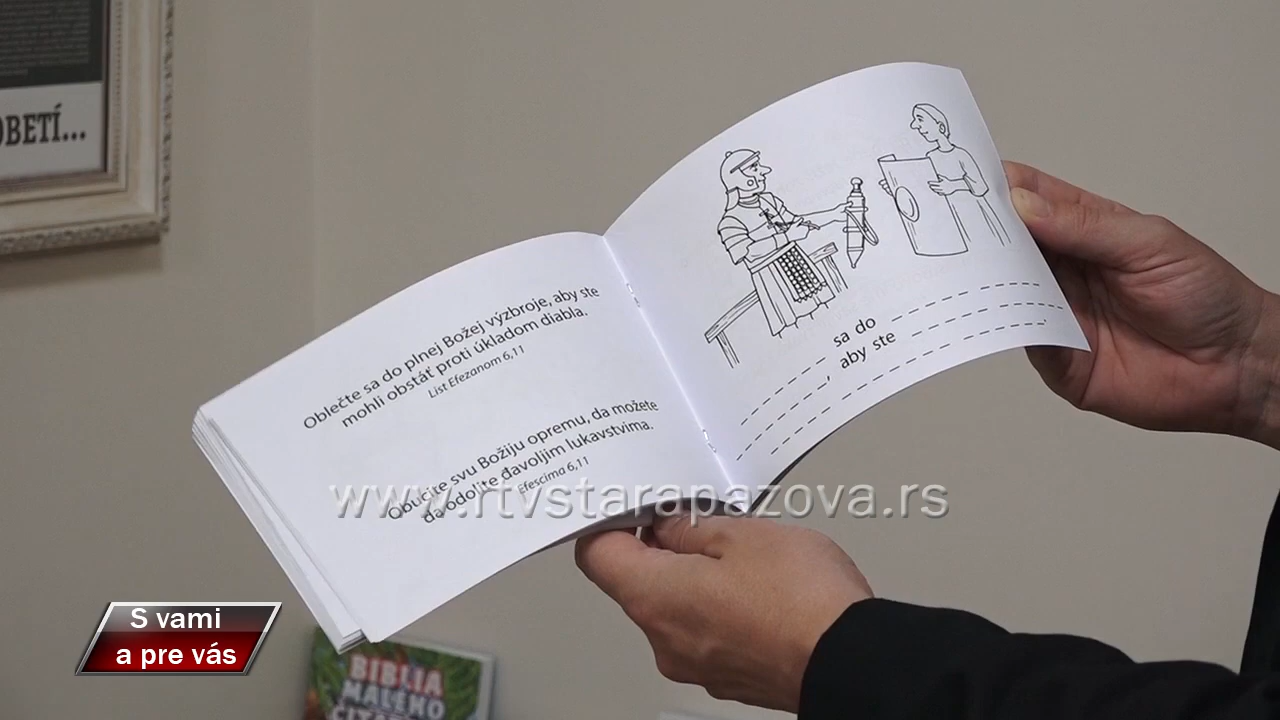 OBETÍ...
Oblečte sa do plnej Božej výzbroje, aby ste
mohli obstáť proti úkladom diabla.
List Efezanom 6,11
Obucite svu Božiju opremu, da možete
da odolite đavoljim lukavstvima.
Efescima 6,11
sa do
aby ste
www.rtvstarapazova.rs
S vami
a pre vás
BIBLIA
MALÉHO